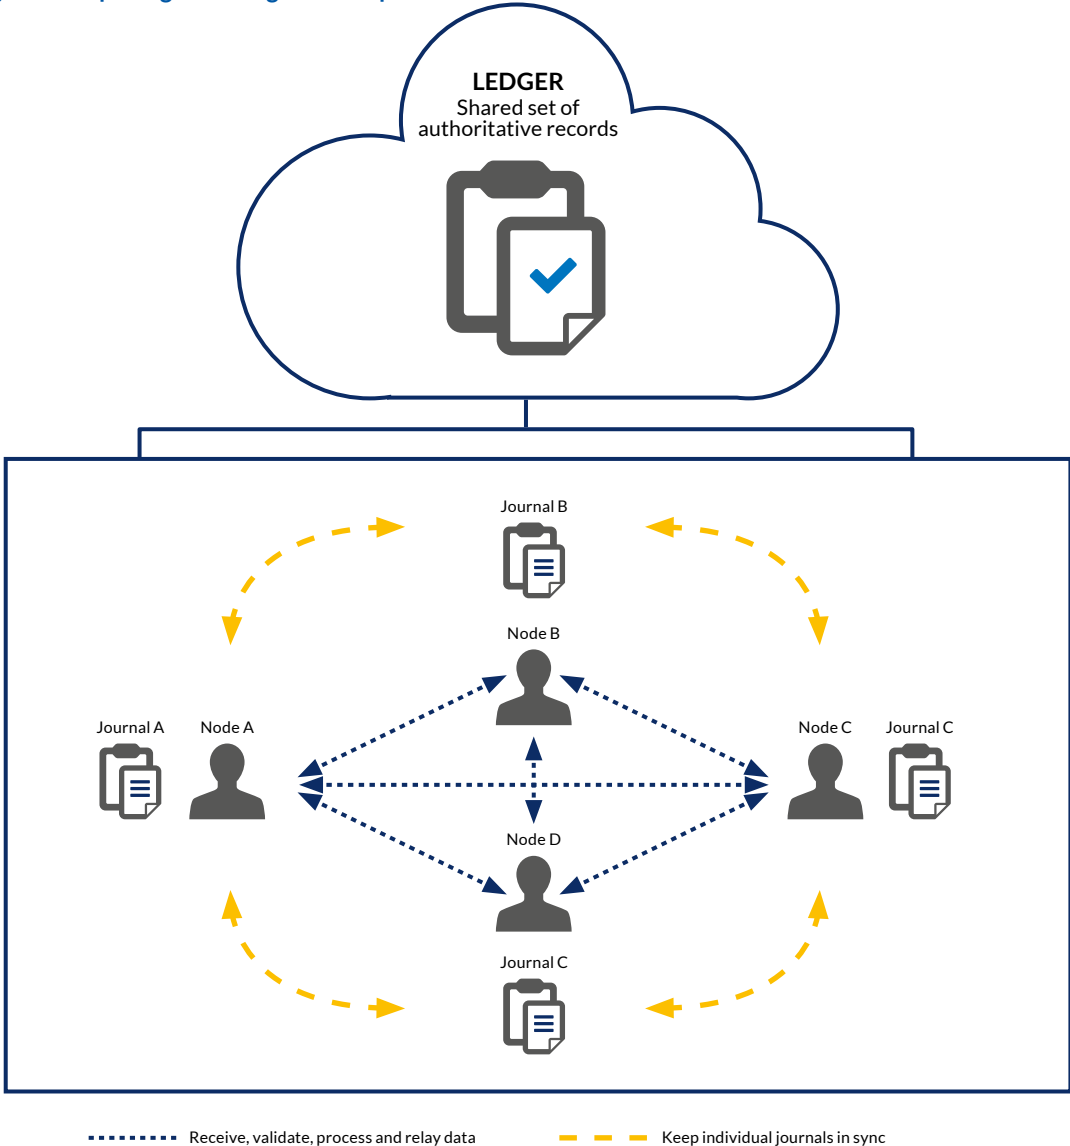 LEDGER
Shared set of
authoritative records
Journal B
Node B
Journal A
Node A
Node C
Journal C
Node D
Journal C
Receive, validate, process and relay data
Keep individual journals in sync